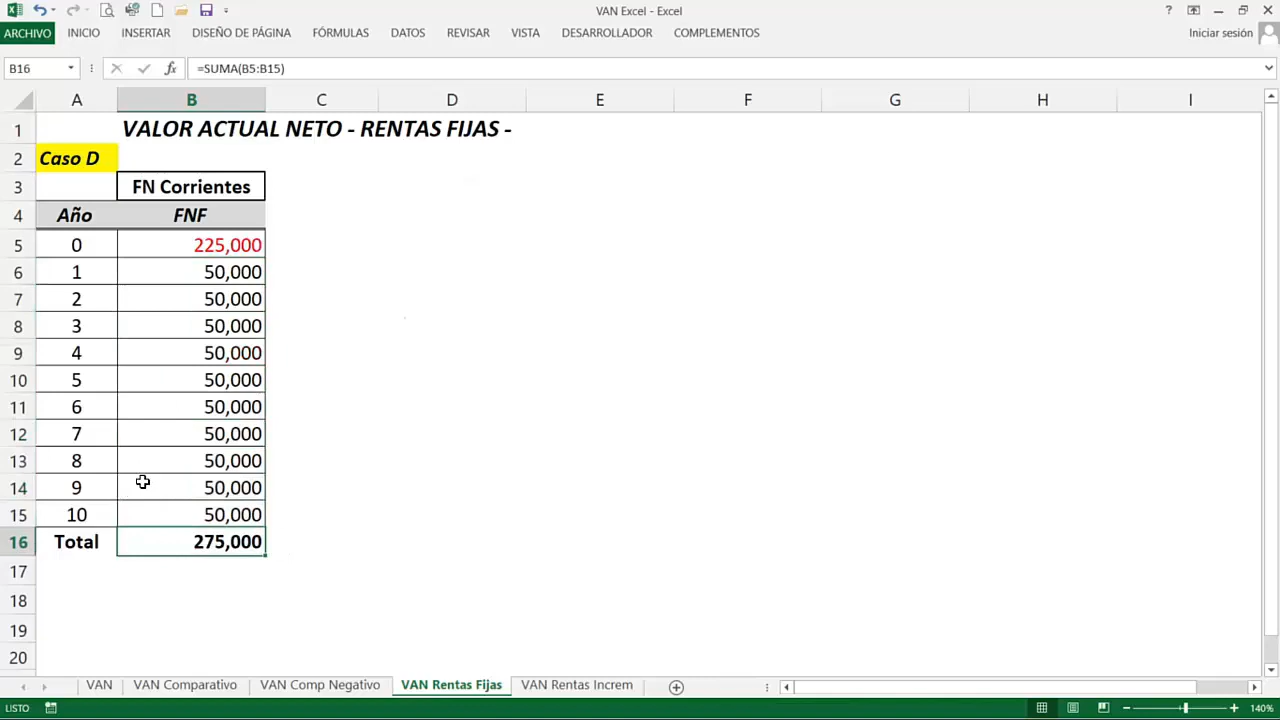 VAN Excel - Excel
?
ARCHIVO INICIO INSERTAR DISEÑO DE PÁGINA FÓRMULAS DATOS REVISAR VISTA DESARROLLADOR COMPLEMENTOS Iniciar sesión
B16 fx =SUMA(B5:B15)
A B C D E F G H I
1 VALOR ACTUAL NETO - RENTAS FIJAS -
2 Caso D
3 FN Corrientes
4 Año FNF
5 0 225,000
6 1 50,000
7 2 50,000
8 3 50,000
9 4 50,000
10 5 50,000
11 6 50,000
12 7 50,000
13 8 50,000
14 9 50,000
15 10 50,000
16 Total 275,000
17
18
19
20
VAN VAN Comparativo VAN Comp Negativo VAN Rentas Fijas VAN Rentas Increm
LISTO 140%